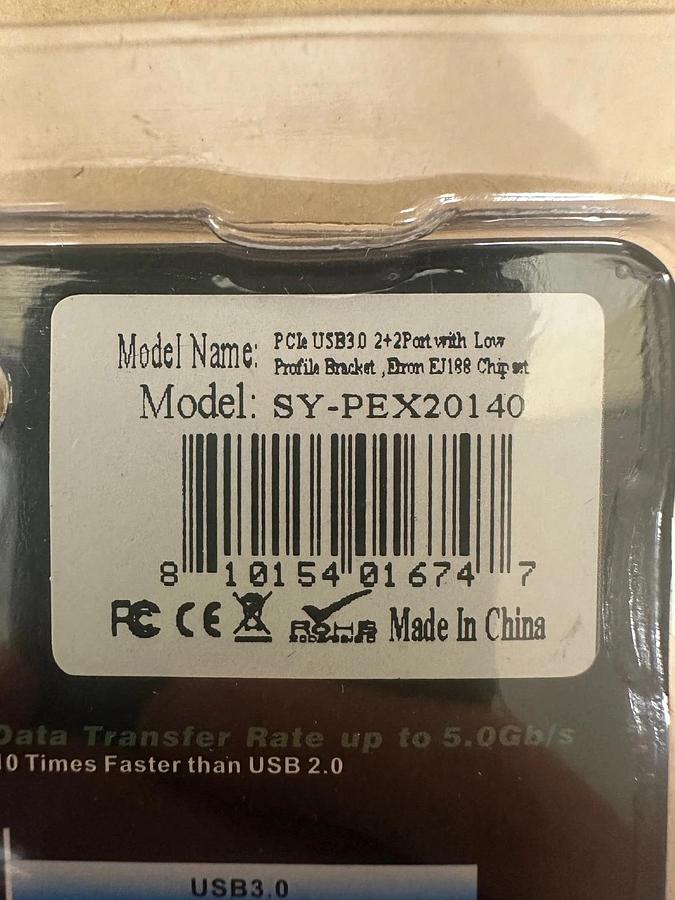 Model Name: PCIe USB3.0 2+2Port with Low
Profile Bracket ,Etron EJ188 Chipset
Model: SY-PEX20140
8 10154 01674 7
FC CE RoHS Made In China
Data Transfer Rate up to 5.0Gb/s
10 Times Faster than USB 2.0
USB3.0